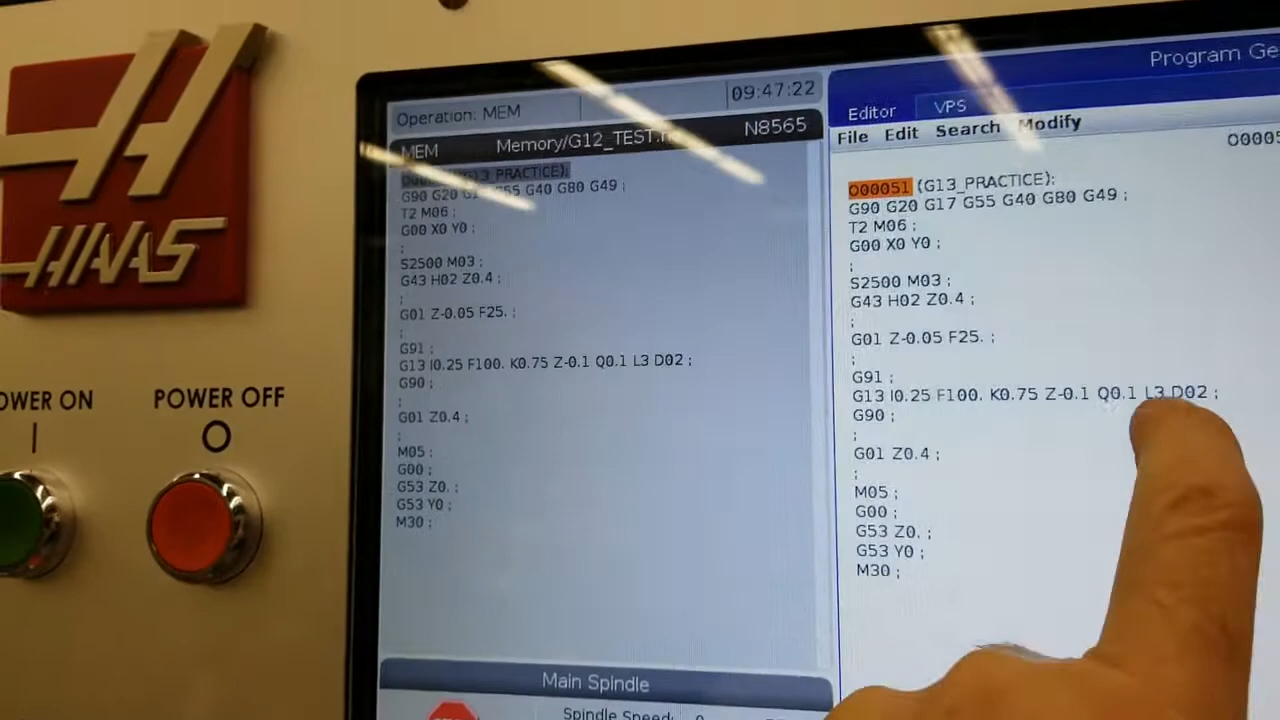 HAAS
OWER ON
POWER OFF
Operation: MEM
09:47:22
MEM
Memory/G12_TEST.
N8565
G13_PRACTICE);
G90 G20 G55 G40 G80 G49 ;
T2 M06 ;
G00 X0 Y0 ;
;
S2500 M03 ;
G43 H02 Z0.4 ;
;
G01 Z-0.05 F25. ;
;
G91 ;
G13 I0.25 F100. K0.75 Z-0.1 Q0.1 L3 D02 ;
G90 ;
;
G01 Z0.4 ;
;
M05 ;
G00 ;
G53 Z0. ;
G53 Y0 ;
M30 ;
Main Spindle
Spindle Speed:
Program Ge
Editor
VPS
File Edit Search Modify
O0005
O00051 (G13_PRACTICE);
G90 G20 G17 G55 G40 G80 G49 ;
T2 M06 ;
G00 X0 Y0 ;
;
S2500 M03 ;
G43 H02 Z0.4 ;
;
G01 Z-0.05 F25. ;
;
G91 ;
G13 I0.25 F100. K0.75 Z-0.1 Q0.1 L3 D02 ;
G90 ;
;
G01 Z0.4 ;
;
M05 ;
G00 ;
G53 Z0. ;
G53 Y0 ;
M30 ;